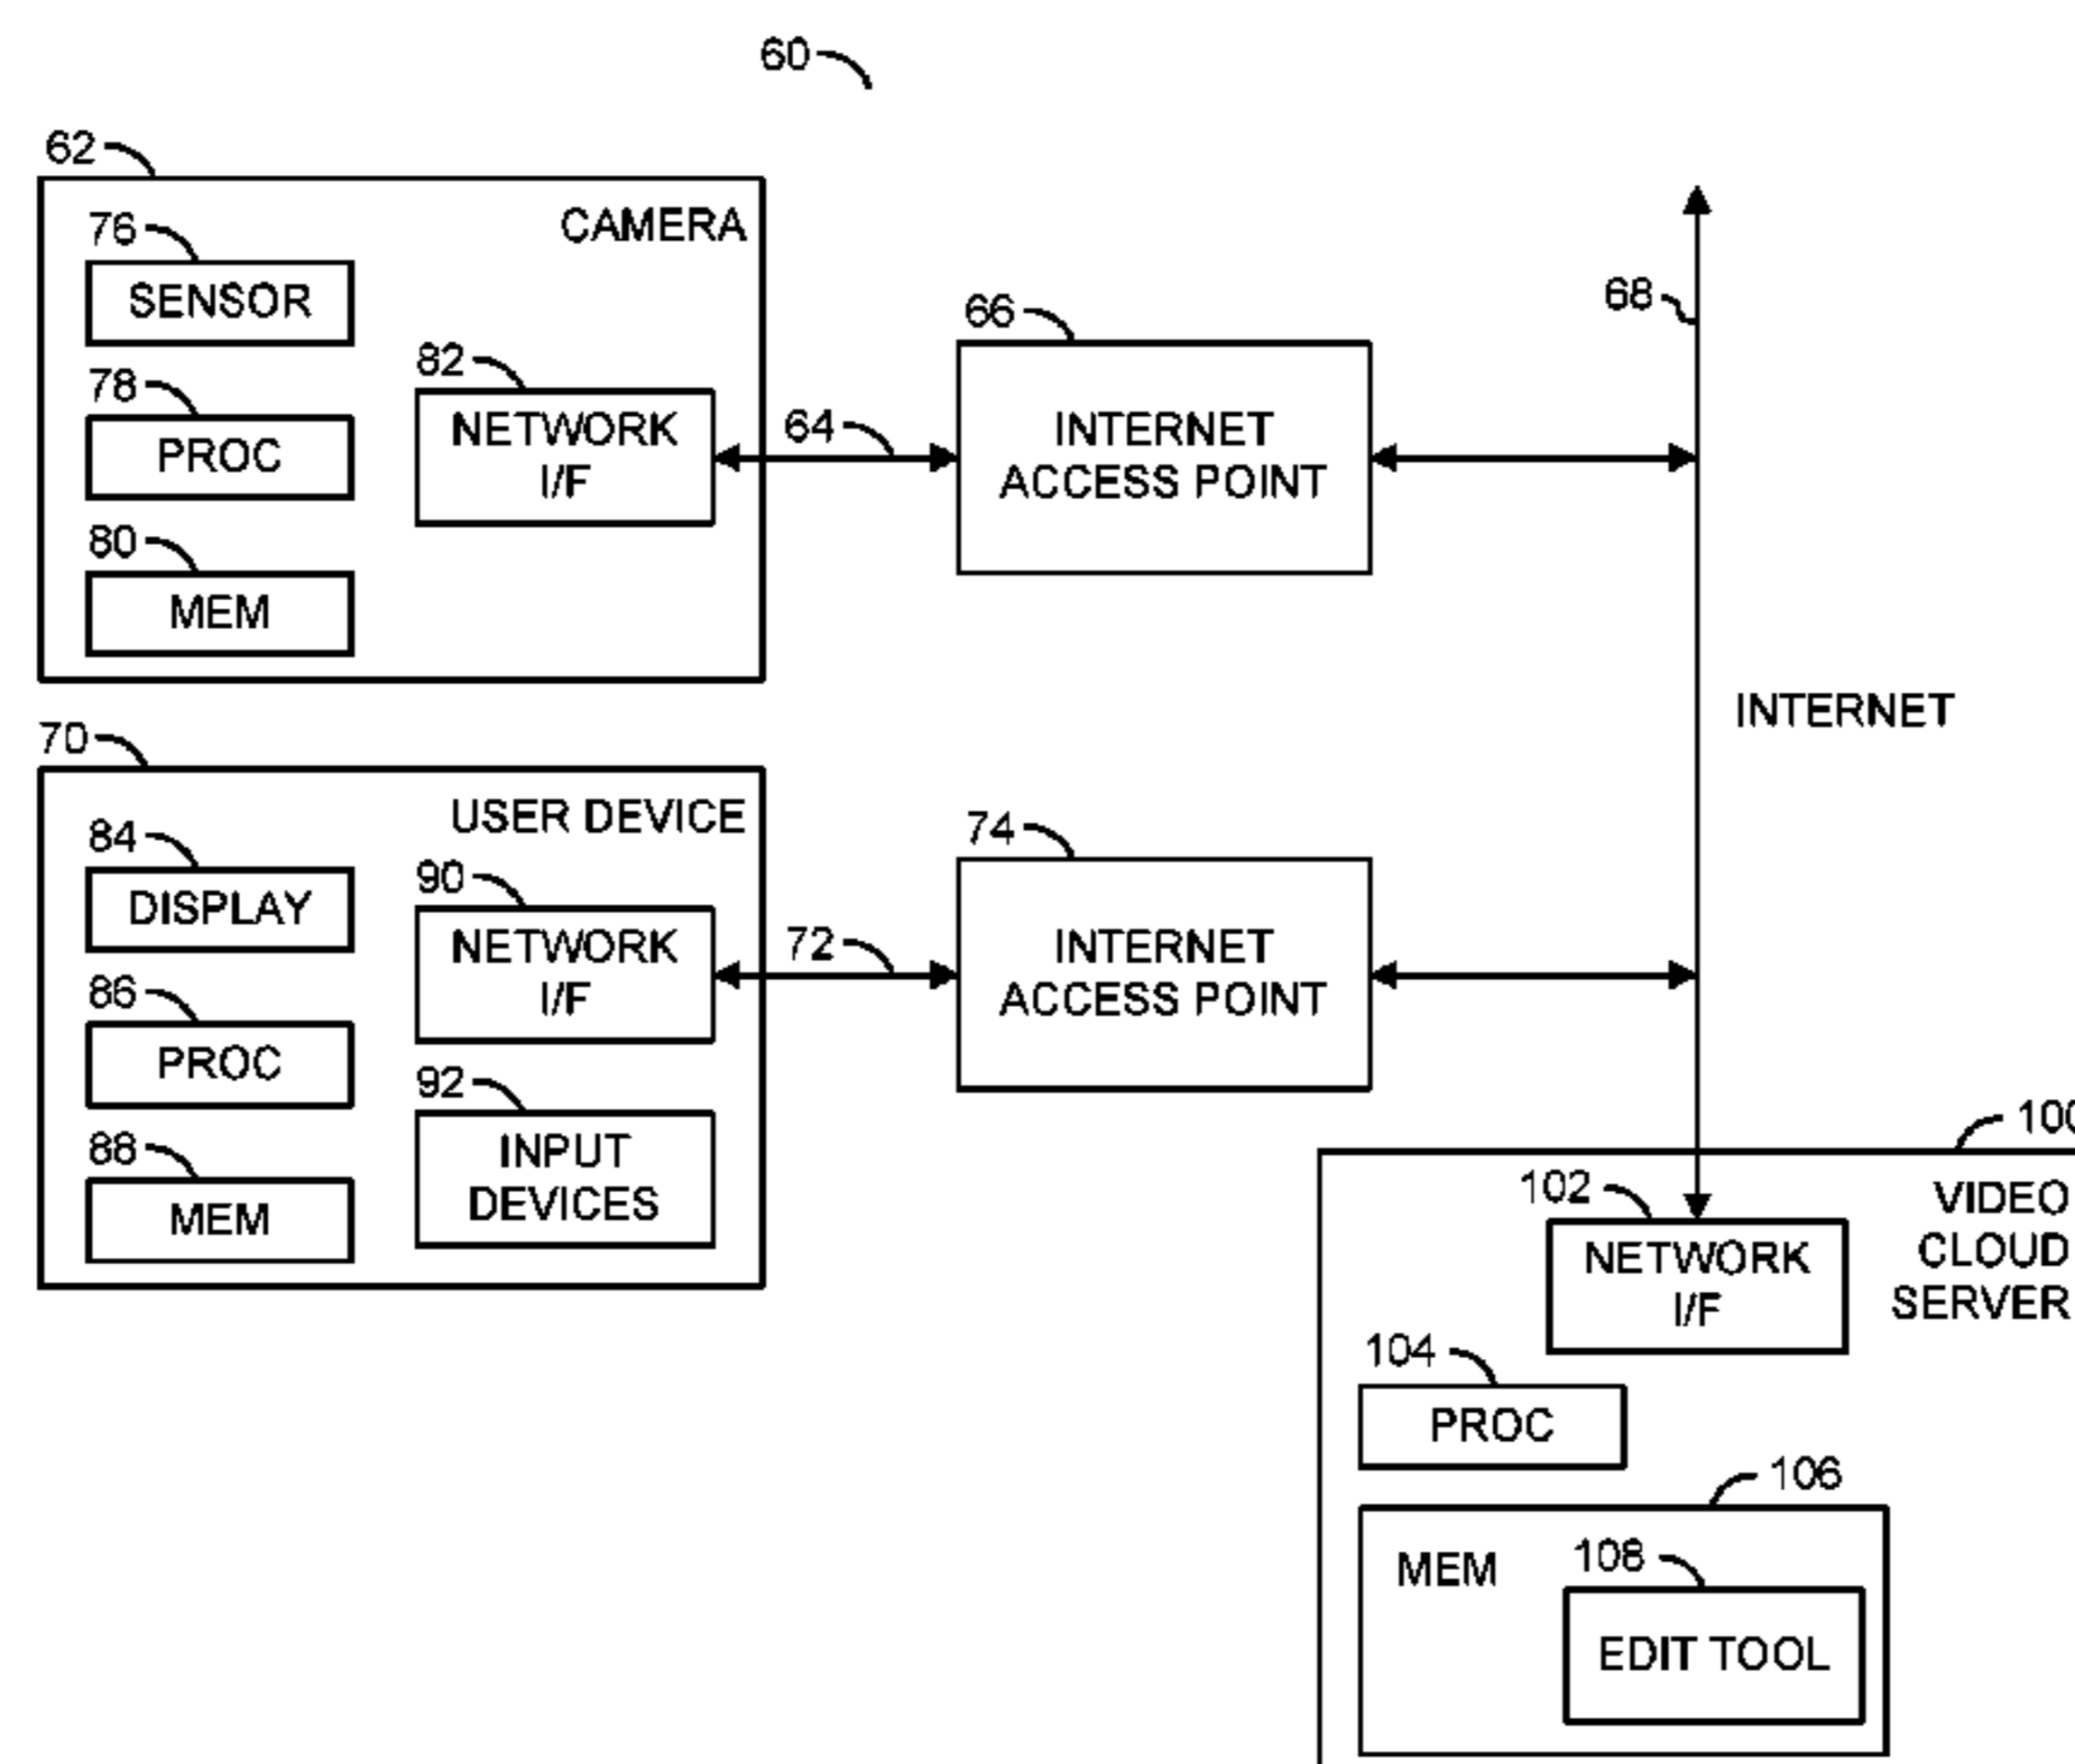 60
62
CAMERA
76
SENSOR
78
PROC
80
MEM
82
NETWORK
I/F
64
66
INTERNET
ACCESS POINT
68
INTERNET
70
USER DEVICE
84
DISPLAY
86
PROC
88
MEM
90
NETWORK
I/F
92
INPUT
DEVICES
72
74
INTERNET
ACCESS POINT
100
VIDEO
CLOUD
SERVER
102
NETWORK
I/F
104
PROC
106
MEM
108
EDIT TOOL